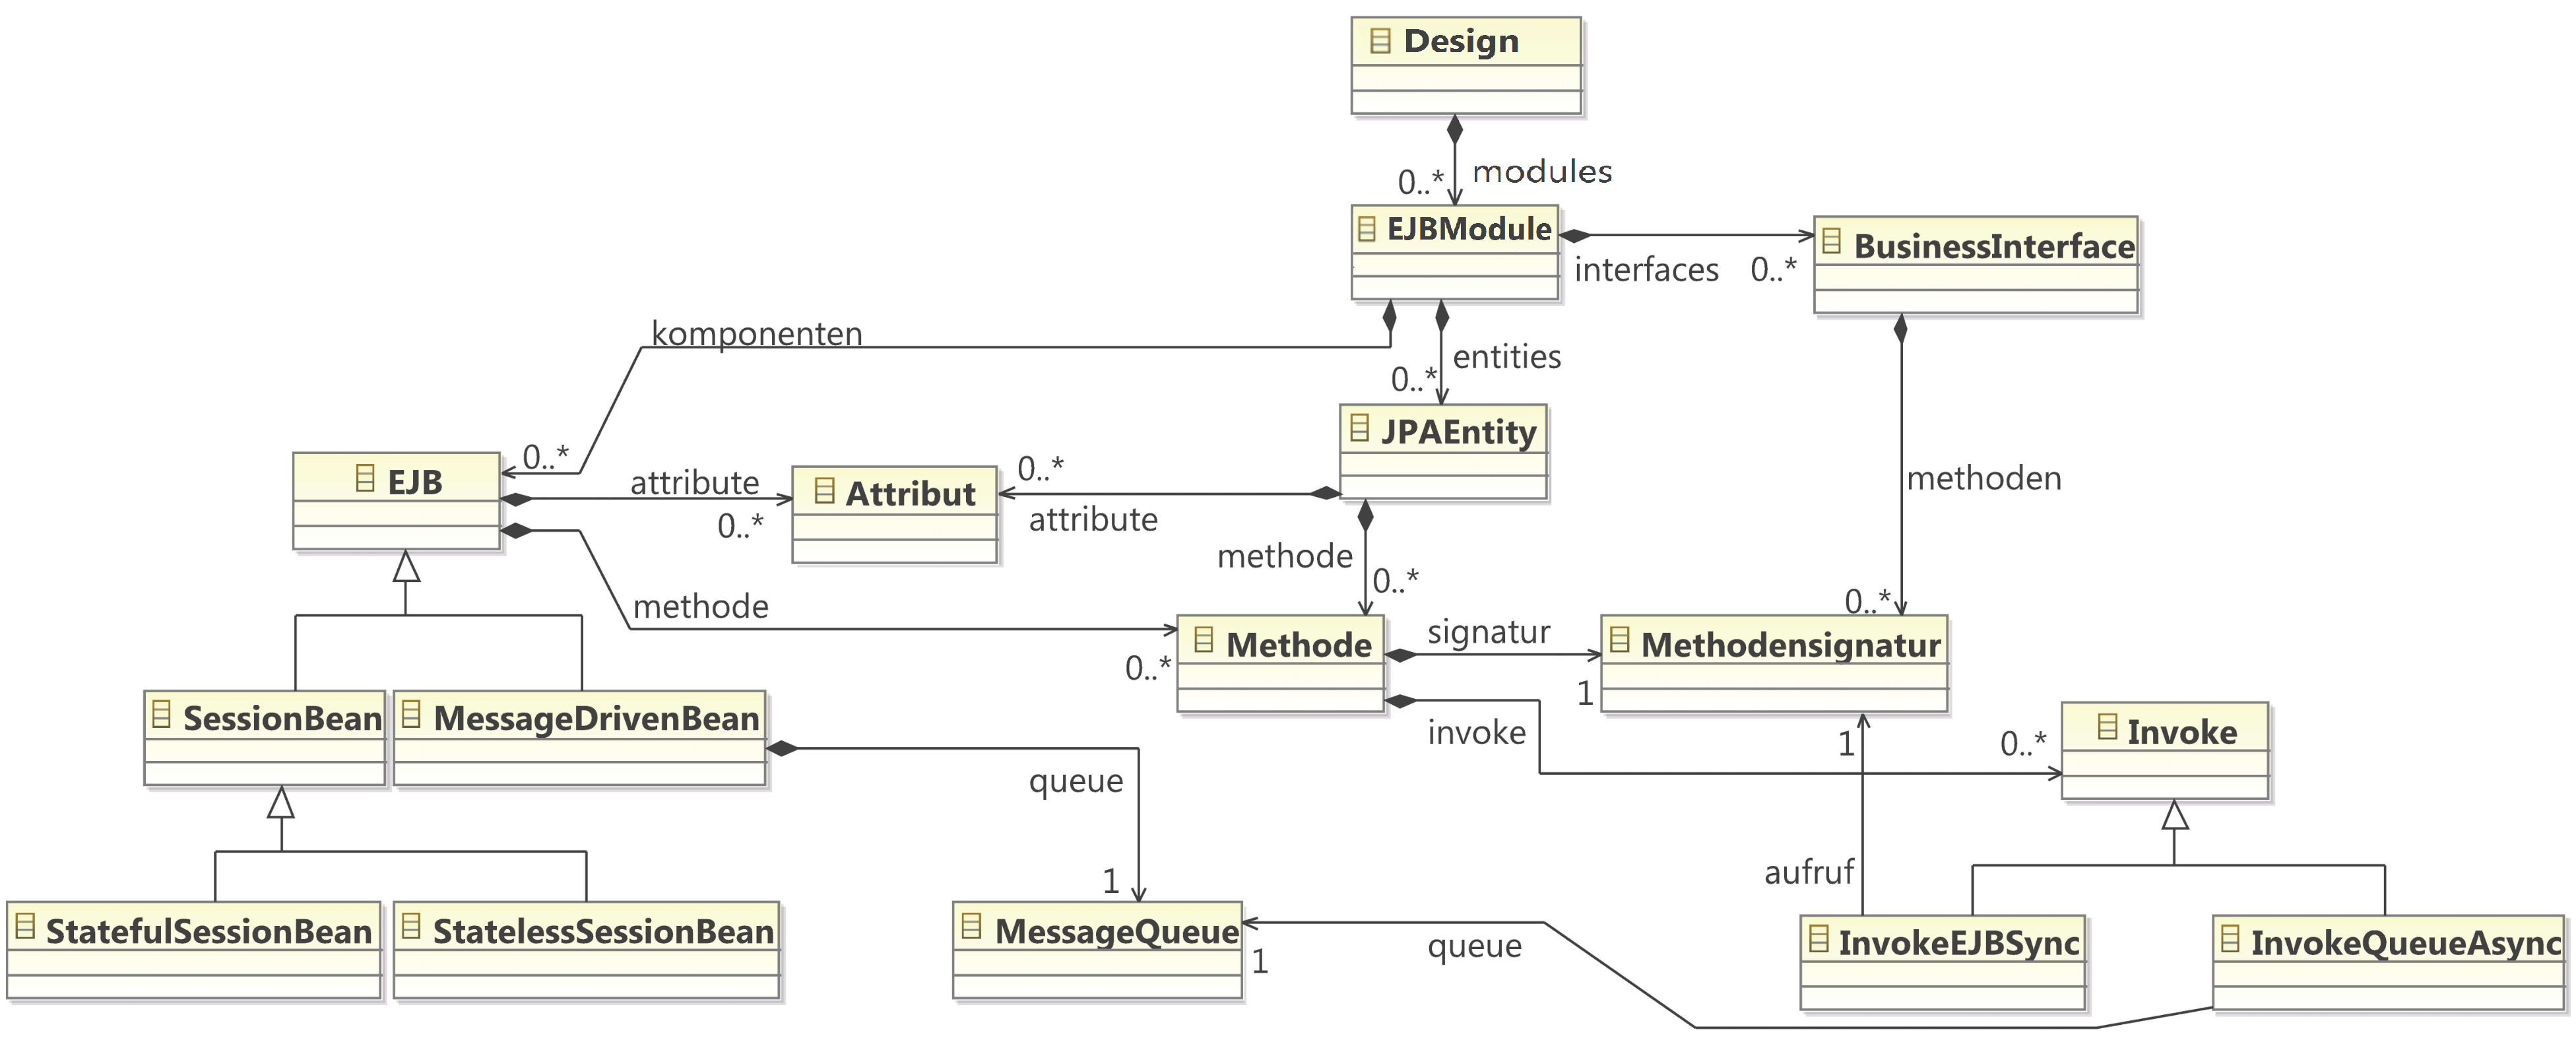 Design
0..* modules
EJBModule
interfaces 0..*
BusinessInterface
komponenten
entities
0..*
JPAEntity
0..*
EJB
attribute
0..*
Attribut
0..*
attribute
methode
0..*
methoden
0..*
methode
0..*
Methode
signatur
1
Methodensignatur
invoke
0..*
Invoke
SessionBean
MessageDrivenBean
queue
1
1
aufruf
StatefulSessionBean
StatelessSessionBean
MessageQueue
1
queue
InvokeEJBSync
InvokeQueueAsync